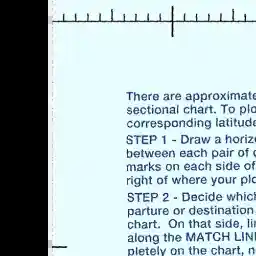 There are approximate
sectional chart. To plo
corresponding latitude
STEP 1 - Draw a horizo
between each pair of
marks on each side of
right of where your plo
STEP 2 - Decide which
parture or destination
chart. On that side, li
along the MATCH LIN
pletely on the chart, n